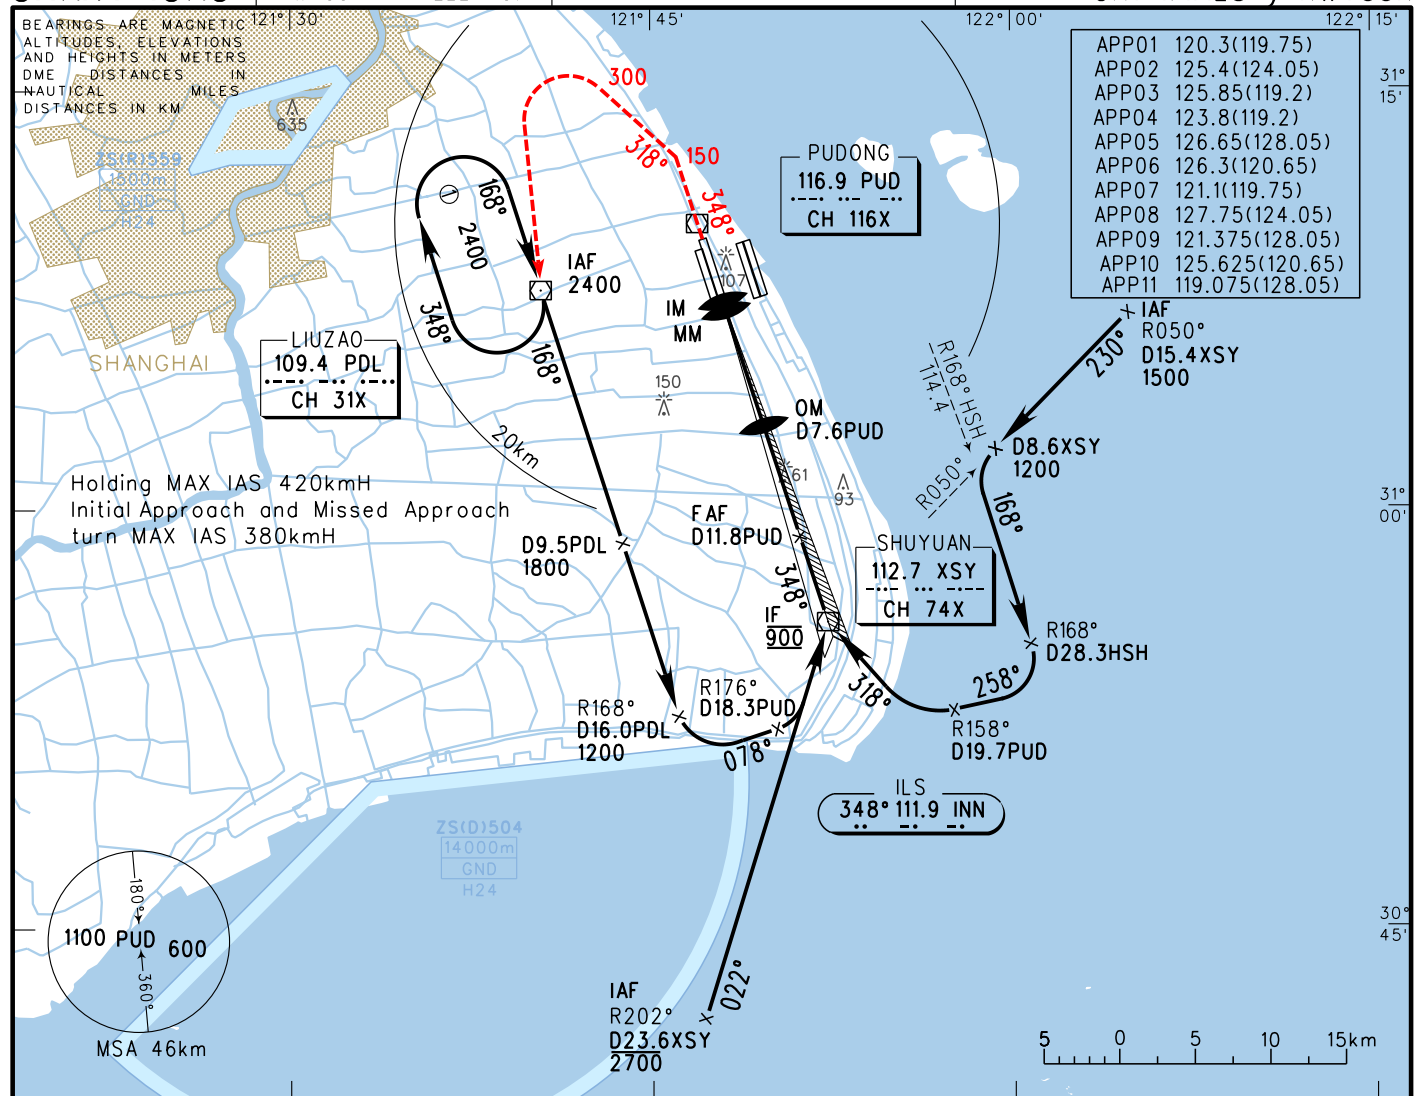 121°30'
121°45'
122°00'
122°15'
BEARINGS ARE MAGNETIC
ALTITUDES, ELEVATIONS
AND HEIGHTS IN METERS
DME DISTANCES IN
NAUTICAL MILES
DISTANCES IN KM
635
ZS(R)559
1500m
GND
H24
SHANGHAI
300
318°
150
348°
PUDONG
116.9 PUD
CH 116X
APP01 120.3(119.75)
APP02 125.4(124.05)
APP03 125.85(119.2)
APP04 123.8(119.2)
APP05 126.65(128.05)
APP06 126.3(120.65)
APP07 121.1(119.75)
APP08 127.75(124.05)
APP09 121.375(128.05)
APP10 125.625(120.65)
APP11 119.075(128.05)
31°
15'
1
168°
2400
348°
IAF
2400
168°
107
IM
MM
LIUZAO
109.4 PDL
CH 31X
150
20km
OM
D7.6PUD
61
93
IAF
R050°
D15.4XSY
1500
230°
R168°HSH
114.4
R050°
D8.6XSY
1200
168°
Holding MAX IAS 420kmH
Initial Approach and Missed Approach
turn MAX IAS 380kmH
31°
00'
FAF
D11.8PUD
D9.5PDL
1800
348°
SHUYUAN
112.7 XSY
CH 74X
IF
900
R168°
D28.3HSH
318°
258°
R158°
D19.7PUD
R176°
D18.3PUD
R168°
D16.0PDL
1200
078°
ILS
348° 111.9 INN
ZS(D)504
14000m
GND
H24
180°
1100 PUD 600
360°
MSA 46km
30°
45'
022°
IAF
R202°
D23.6XSY
2700
5 0 5 10 15km